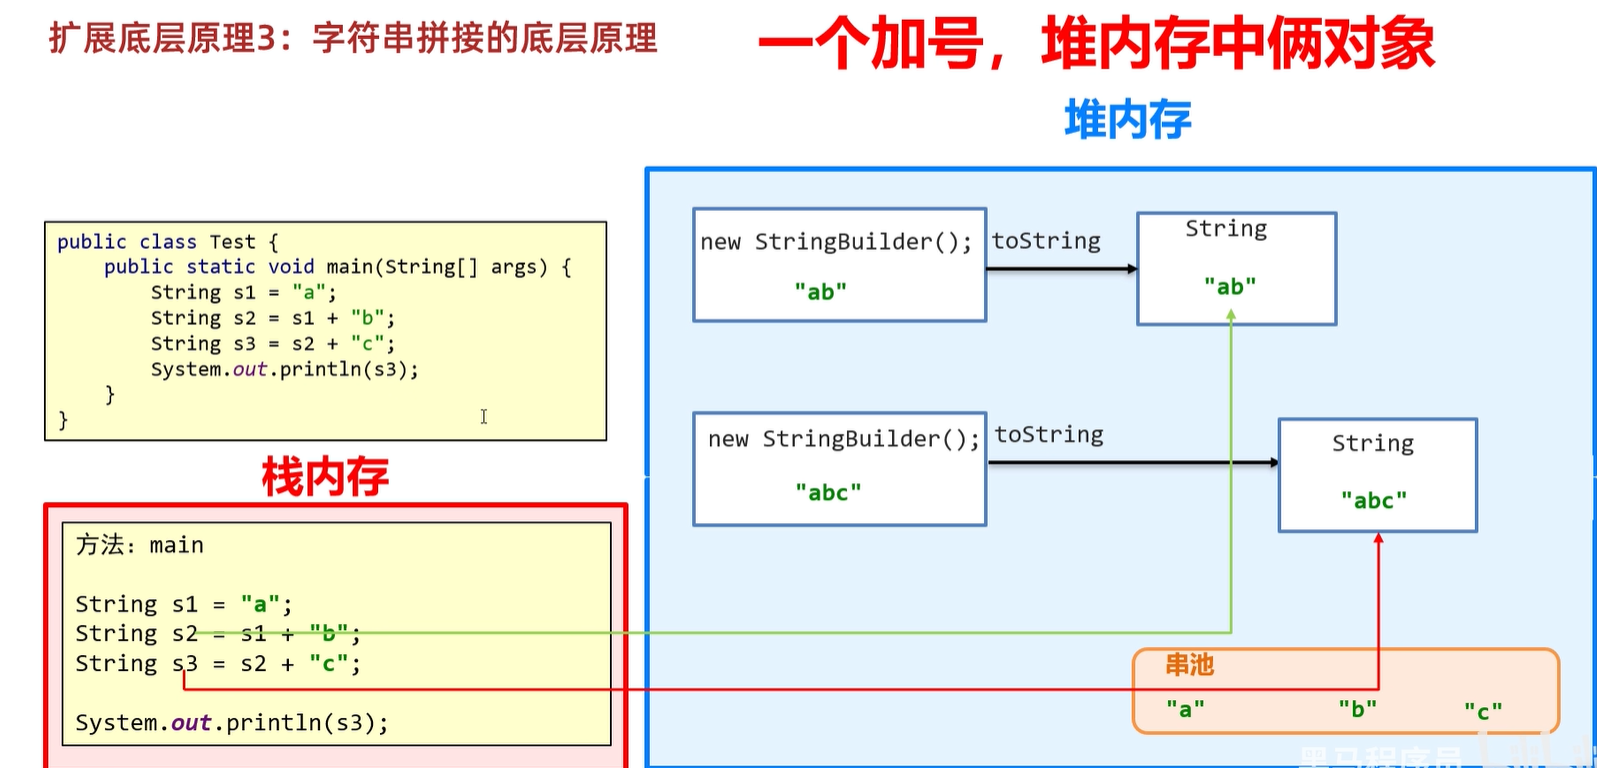 扩展底层原理3：字符串拼接的底层原理
一个加号，堆内存中俩对象
堆内存
public class Test {
    public static void main(String[] args) {
        String s1 = "a";
        String s2 = s1 + "b";
        String s3 = s2 + "c";
        System.out.println(s3);
    }
}
栈内存
方法：main
String s1 = "a";
String s2 = s1 + "b";
String s3 = s2 + "c";
System.out.println(s3);
new StringBuilder();
"ab"
toString
String
"ab"
new StringBuilder();
"abc"
toString
String
"abc"
串池
"a" "b" "c"
黑马程序员